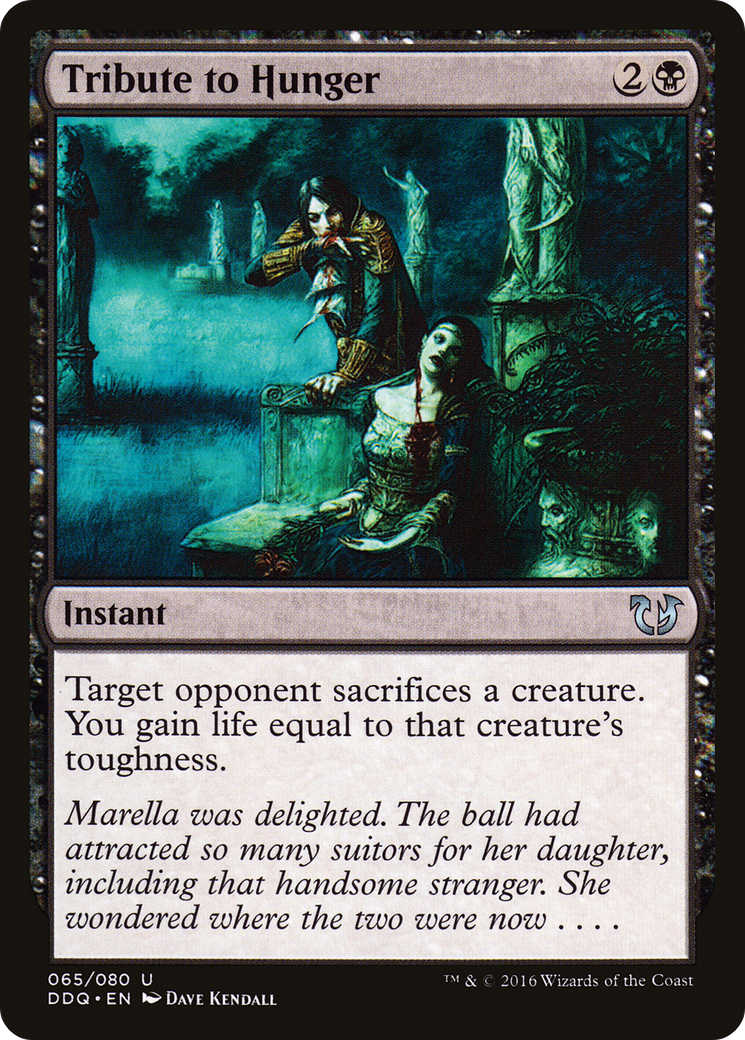 Tribute to Hunger 2
Instant
Target opponent sacrifices a creature.
You gain life equal to that creature's
toughness.
Marella was delighted. The ball had
attracted so many suitors for her daughter,
including that handsome stranger. She
wondered where the two were now . . . .
065/080 U
™ & © 2016 Wizards of the Coast
DDQ • EN Dave Kendall